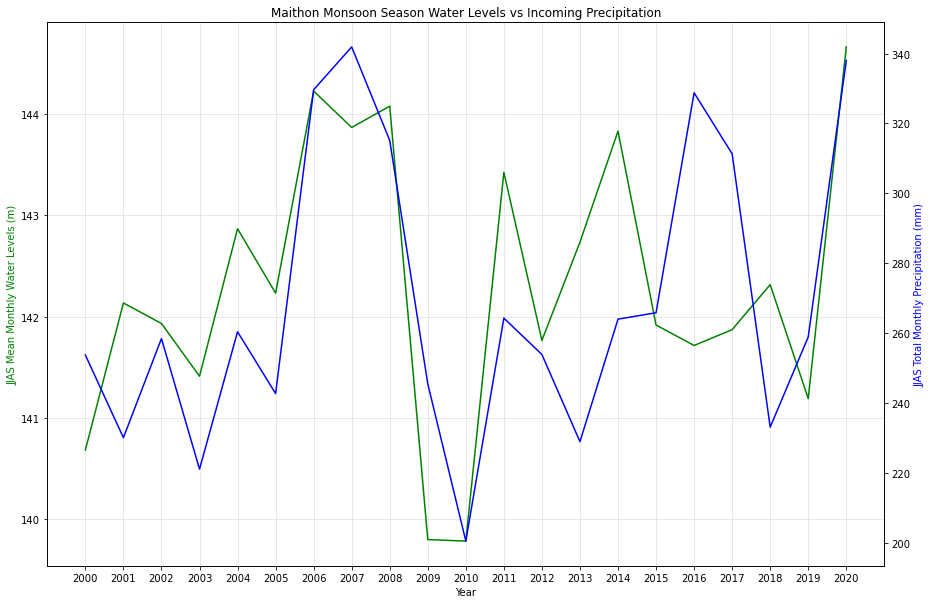 Maithon Monsoon Season Water Levels vs Incoming Precipitation
JJAS Mean Monthly Water Levels (m)
144
143
142
141
140
340
320
300
280
260
240
220
200
JJAS Total Monthly Precipitation (mm)
2000 2001 2002 2003 2004 2005 2006 2007 2008 2009 2010 2011 2012 2013 2014 2015 2016 2017 2018 2019 2020
Year